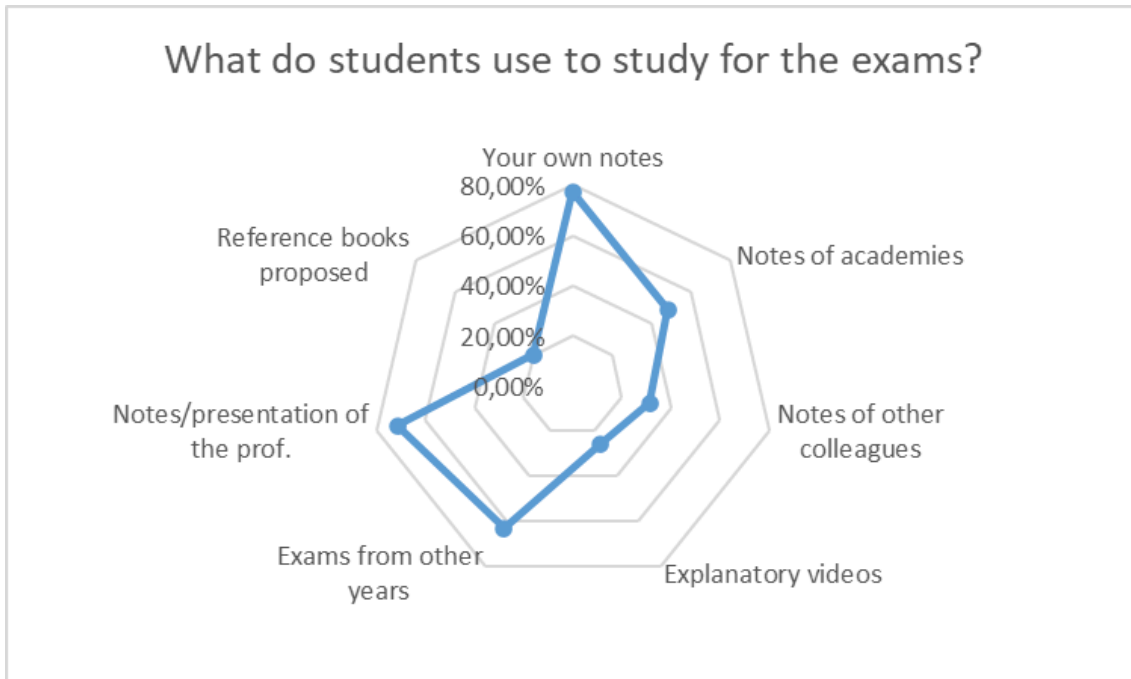 What do students use to study for the exams?
Your own notes
80,00%
60,00%
40,00%
20,00%
0,00%
Notes of academies
Notes of other
colleagues
Explanatory videos
Exams from other
years
Notes/presentation of
the prof.
Reference books
proposed